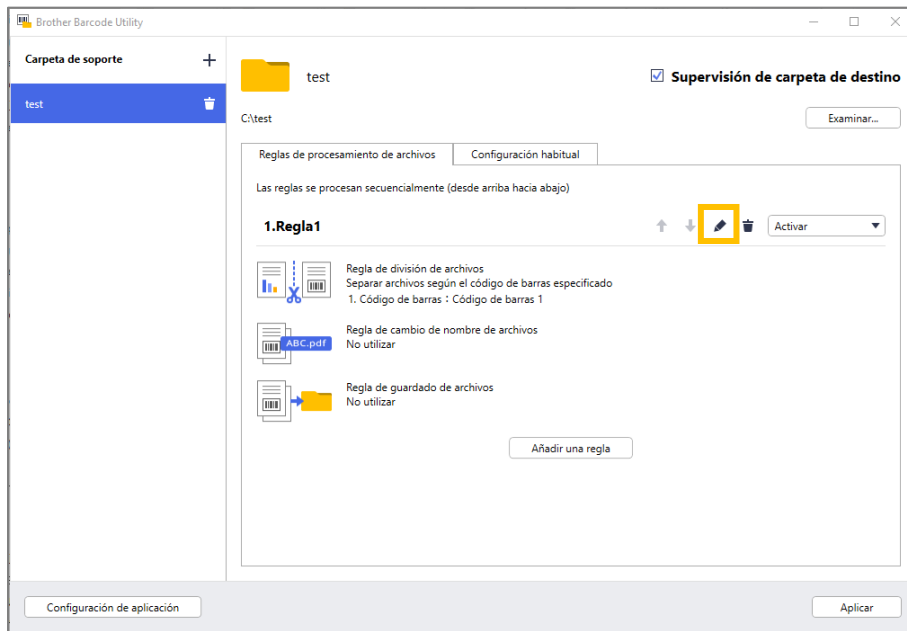 Brother Barcode Utility
Carpeta de soporte
test
test
Supervisión de carpeta de destino
C:\test
Examinar...
Reglas de procesamiento de archivos
Configuración habitual
Las reglas se procesan secuencialmente (desde arriba hacia abajo)
1.Regla1
Activar
Regla de división de archivos
Separar archivos según el código de barras especificado
1. Código de barras : Código de barras 1
Regla de cambio de nombre de archivos
ABC.pdf
No utilizar
Regla de guardado de archivos
No utilizar
Añadir una regla
Configuración de aplicación
Aplicar